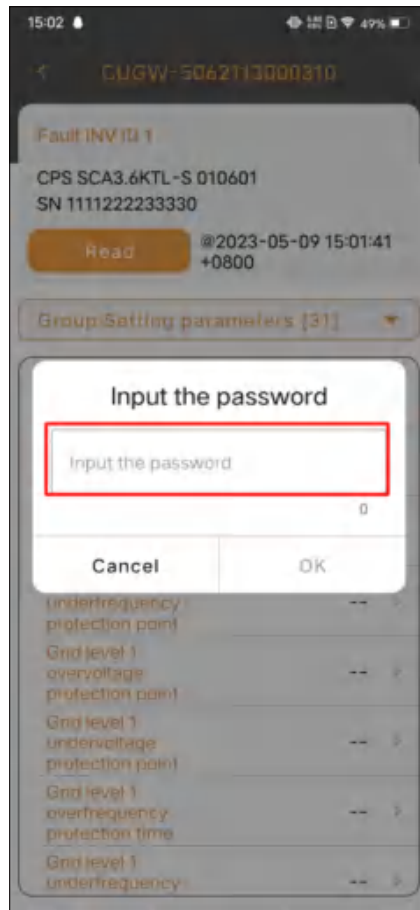 15:02 49%
< CUGW-5062113000310
Fault INV ID 1
CPS SCA3.6KTL-S 010601
SN 1111222233330
Read
@2023-05-09 15:01:41
+0800
Group:Setting parameters [31]
Input the password
Input the password
0
Cancel OK
underfrequency
protection point
-- >
Grid level 1
overvoltage
protection point
-- >
Grid level 1
undervoltage
protection point
-- >
Grid level 1
overfrequency
protection time
-- >
Grid level 1
underfrequency
-- >